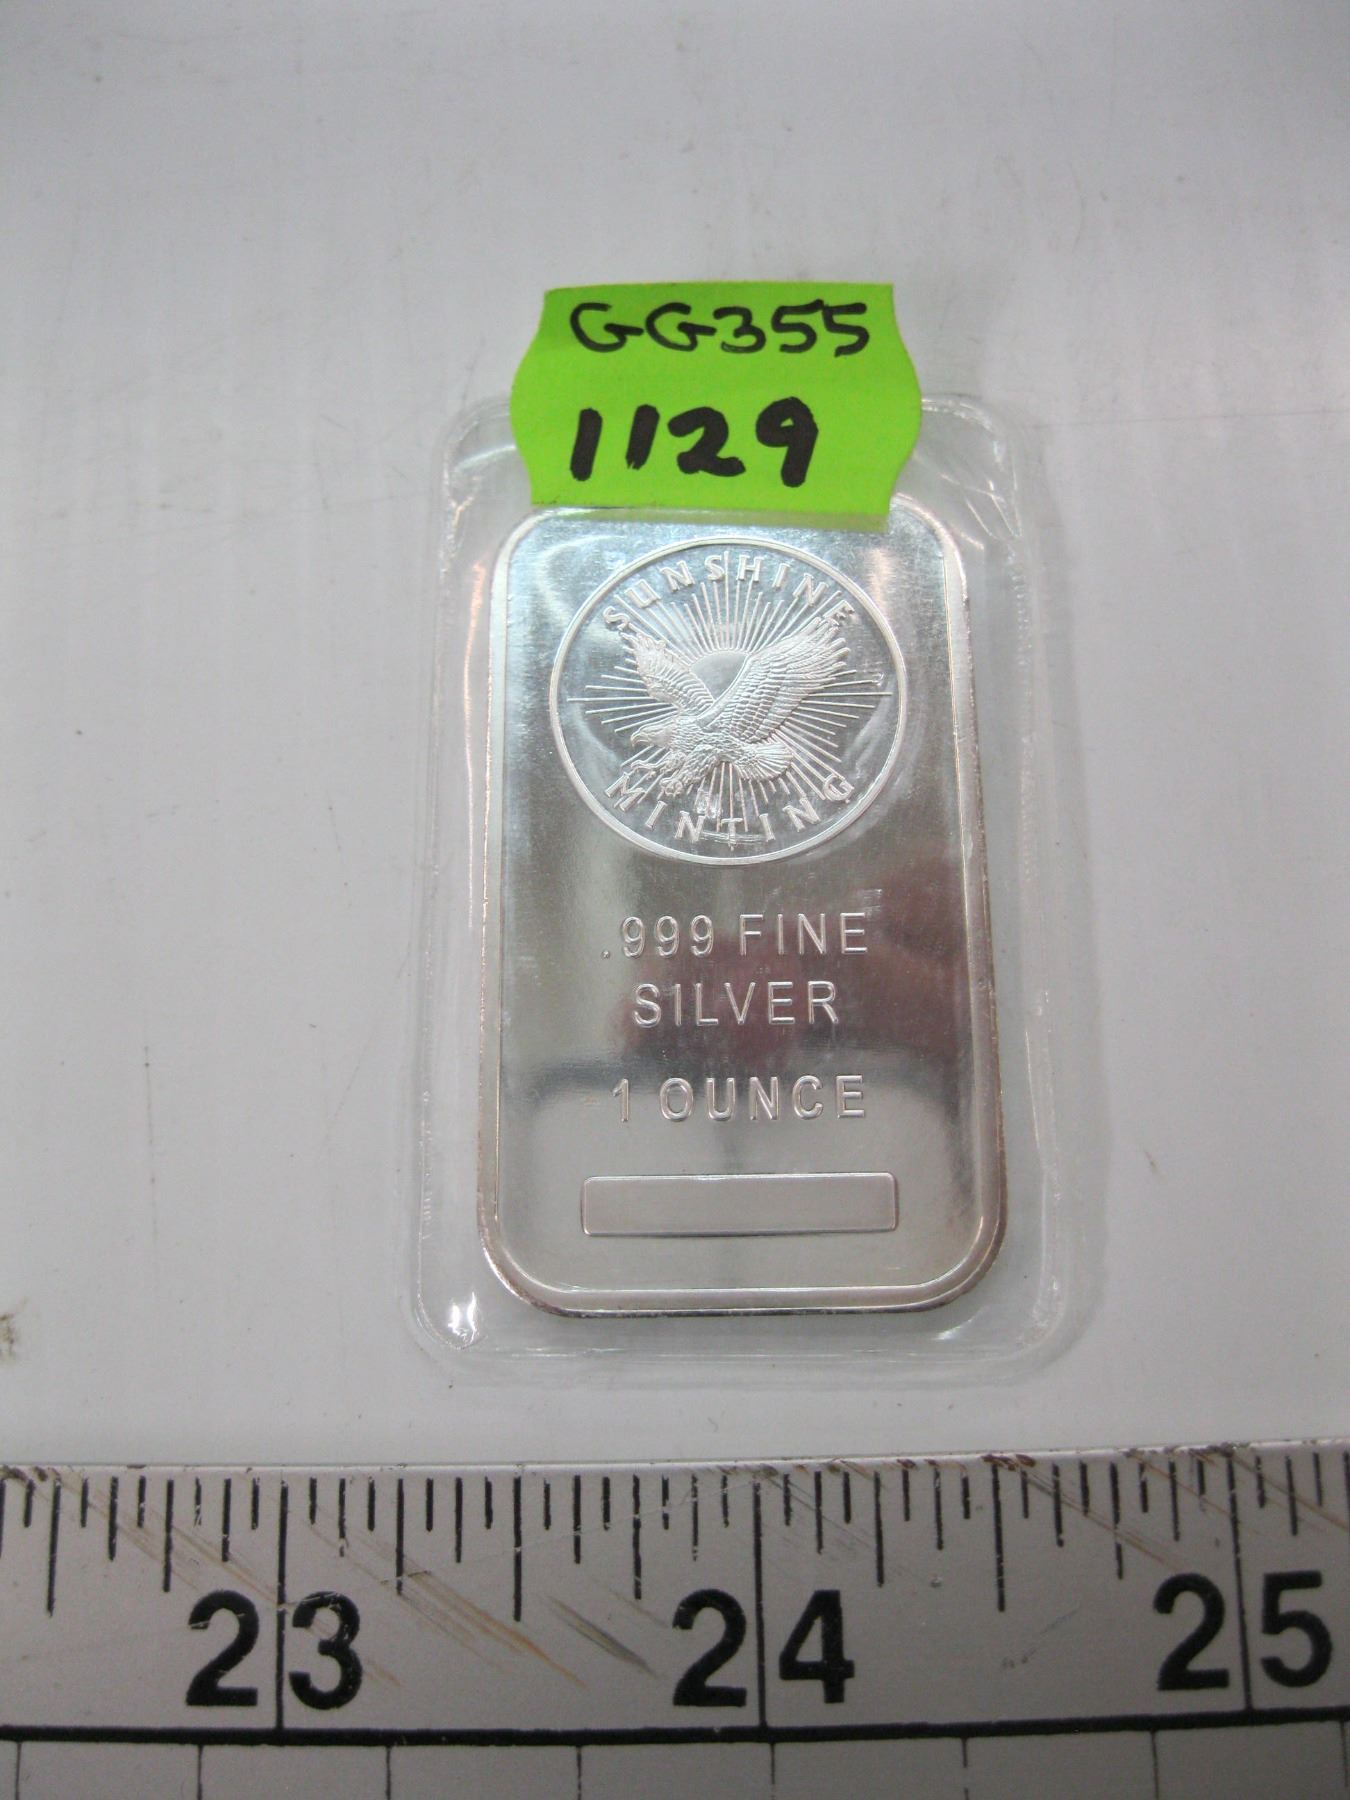 GG355
1129
SUNSHINE
MINTING
.999 FINE
SILVER
1 OUNCE
23 24 25